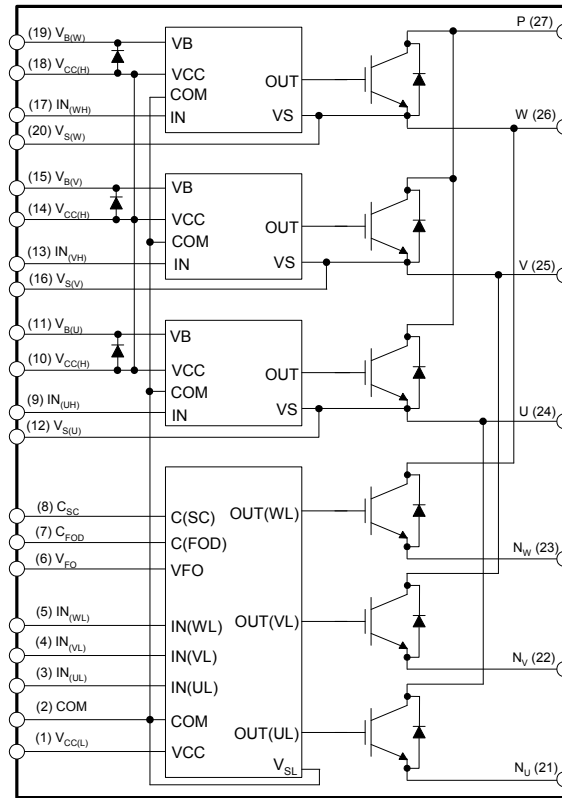 (19) V_B(W)
(18) V_CC(H)
(17) IN_(WH)
(20) V_S(W)
VB
VCC
COM
IN
OUT
VS
P (27)
W (26)
(15) V_B(V)
(14) V_CC(H)
(13) IN_(VH)
(16) V_S(V)
VB
VCC
COM
IN
OUT
VS
V (25)
(11) V_B(U)
(10) V_CC(H)
(9) IN_(UH)
(12) V_S(U)
VB
VCC
COM
IN
OUT
VS
U (24)
(8) C_SC
(7) C_FOD
(6) V_FO
(5) IN_(WL)
(4) IN_(VL)
(3) IN_(UL)
(2) COM
(1) V_CC(L)
C(SC)
C(FOD)
VFO
IN(WL)
IN(VL)
IN(UL)
COM
VCC
OUT(WL)
OUT(VL)
OUT(UL)
V_SL
N_W (23)
N_V (22)
N_U (21)